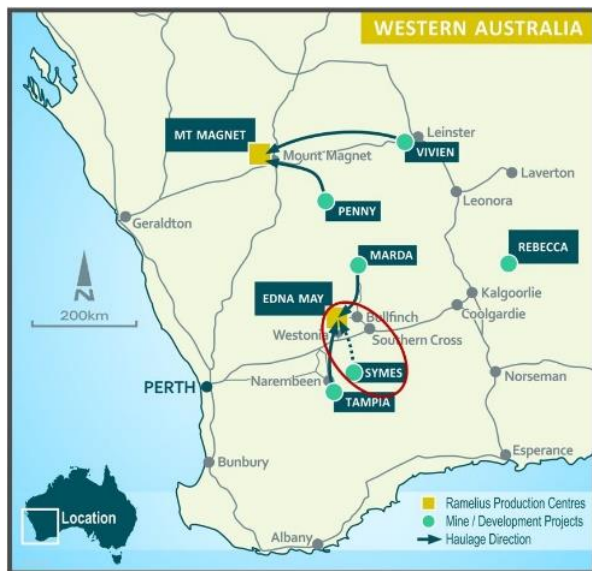 WESTERN AUSTRALIA
MT MAGNET
Leinster
VIVIEN
Mount Magnet
Laverton
Leonora
PENNY
Geraldton
REBECCA
MARDA
N
200km
EDNA MAY
Kalgoorlie
Bullfinch
Coolgardie
Westonia
Southern Cross
PERTH
Narembeen
SYMES
Norseman
TAMPIA
Bunbury
Esperance
Location
Ramelius Production Centres
Mine / Development Projects
Haulage Direction
Albany